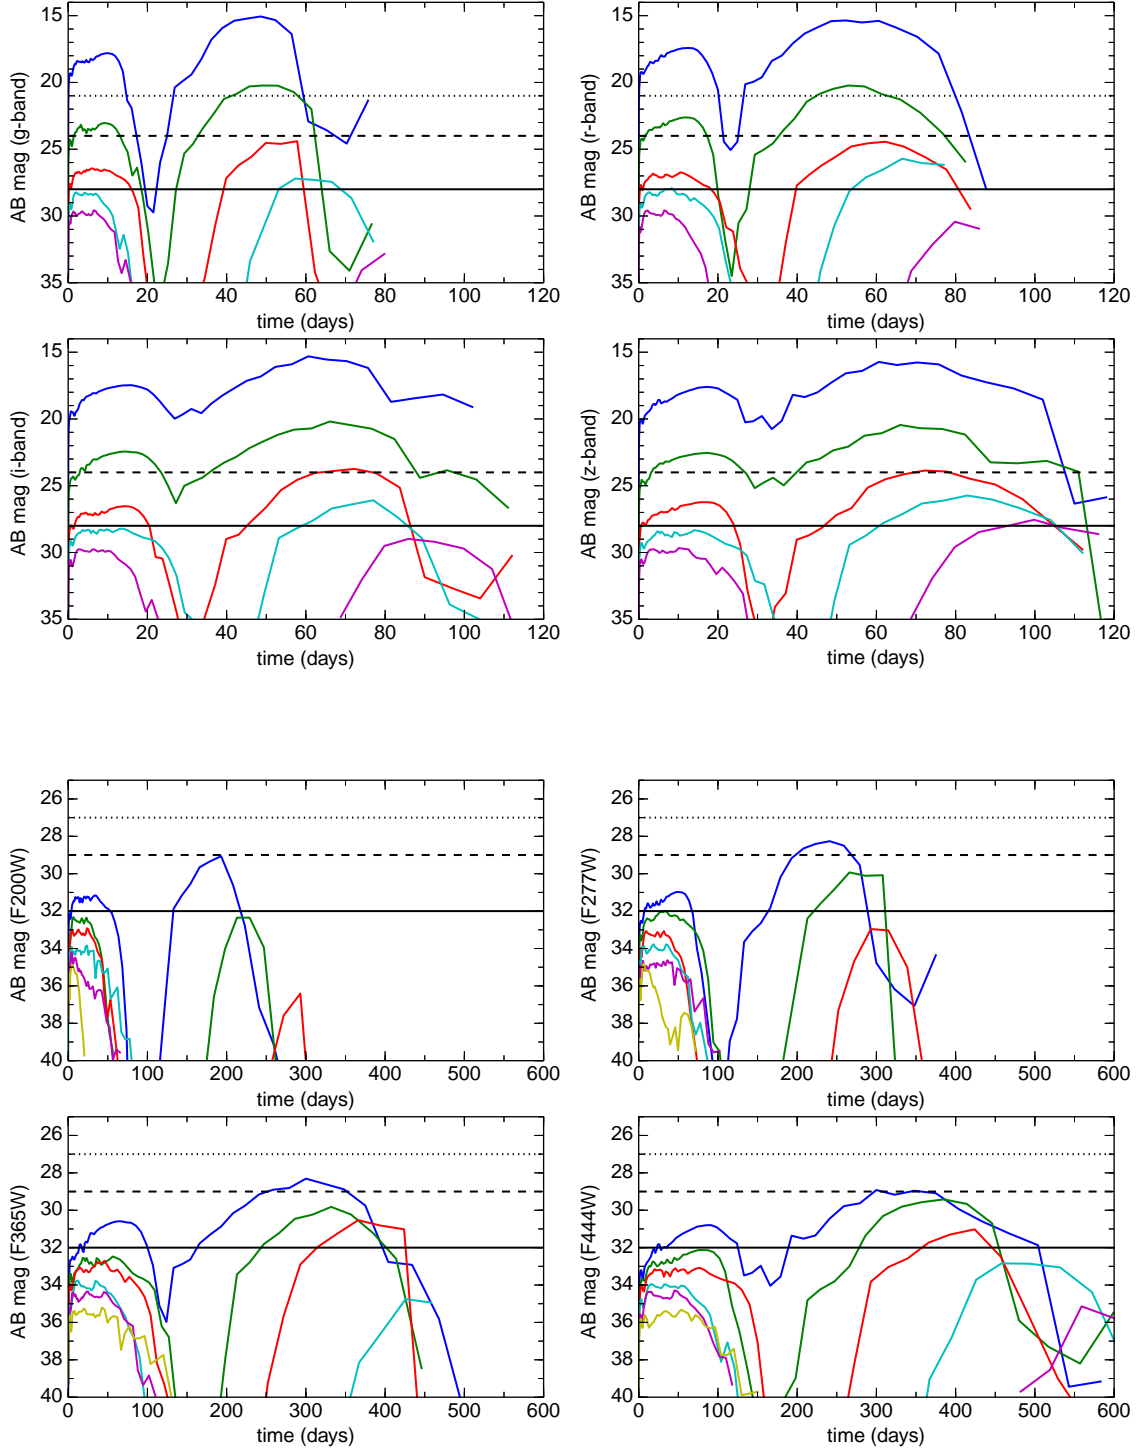 AB mag (g-band)
15
20
25
30
35
0 20 40 60 80 100 120
time (days)
AB mag (r-band)
15
20
25
30
35
0 20 40 60 80 100 120
time (days)
AB mag (i-band)
15
20
25
30
35
0 20 40 60 80 100 120
time (days)
AB mag (z-band)
15
20
25
30
35
0 20 40 60 80 100 120
time (days)
AB mag (F200W)
26
28
30
32
34
36
38
40
0 100 200 300 400 500 600
time (days)
AB mag (F277W)
26
28
30
32
34
36
38
40
0 100 200 300 400 500 600
time (days)
AB mag (F365W)
26
28
30
32
34
36
38
40
0 100 200 300 400 500 600
time (days)
AB mag (F444W)
26
28
30
32
34
36
38
40
0 100 200 300 400 500 600
time (days)